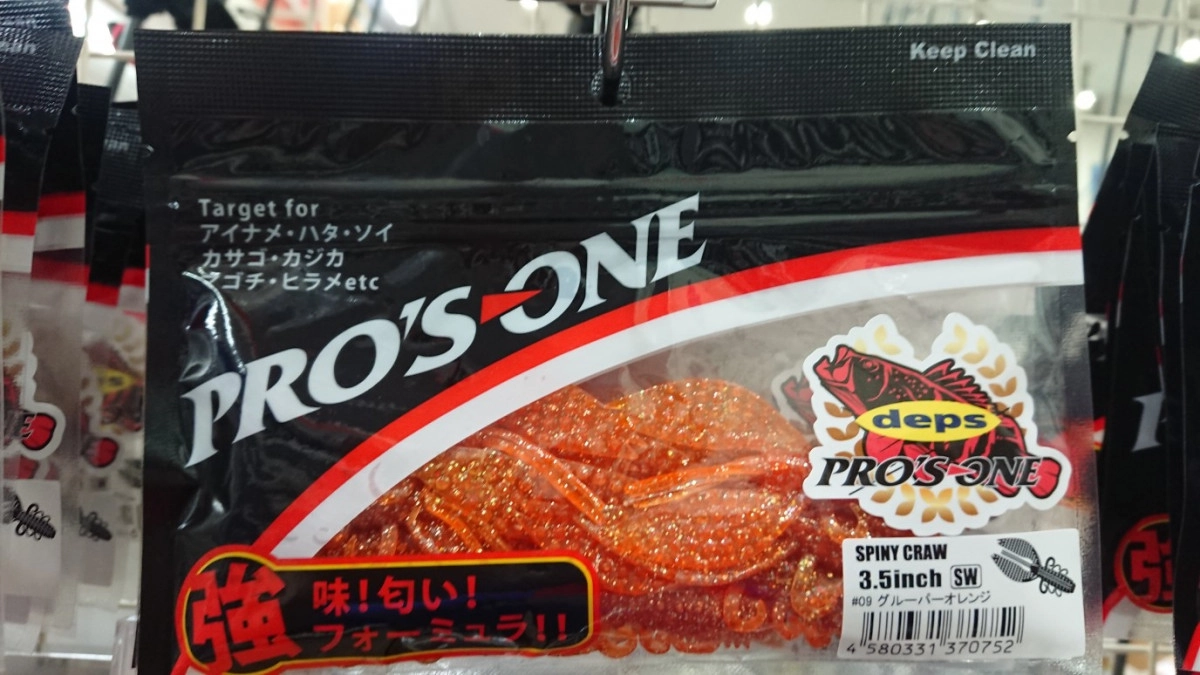 Keep Clean
Target for
アイナメ・ハタ・ソイ
カサゴ・カジカ
マゴチ・ヒラメetc
PRO'S-ONE
deps
PRO'S-ONE
強
味!匂い!
フォーミュラ!!
SPINY CRAW
3.5inch SW
#09 グルーパーオレンジ
4 580331 370752
強